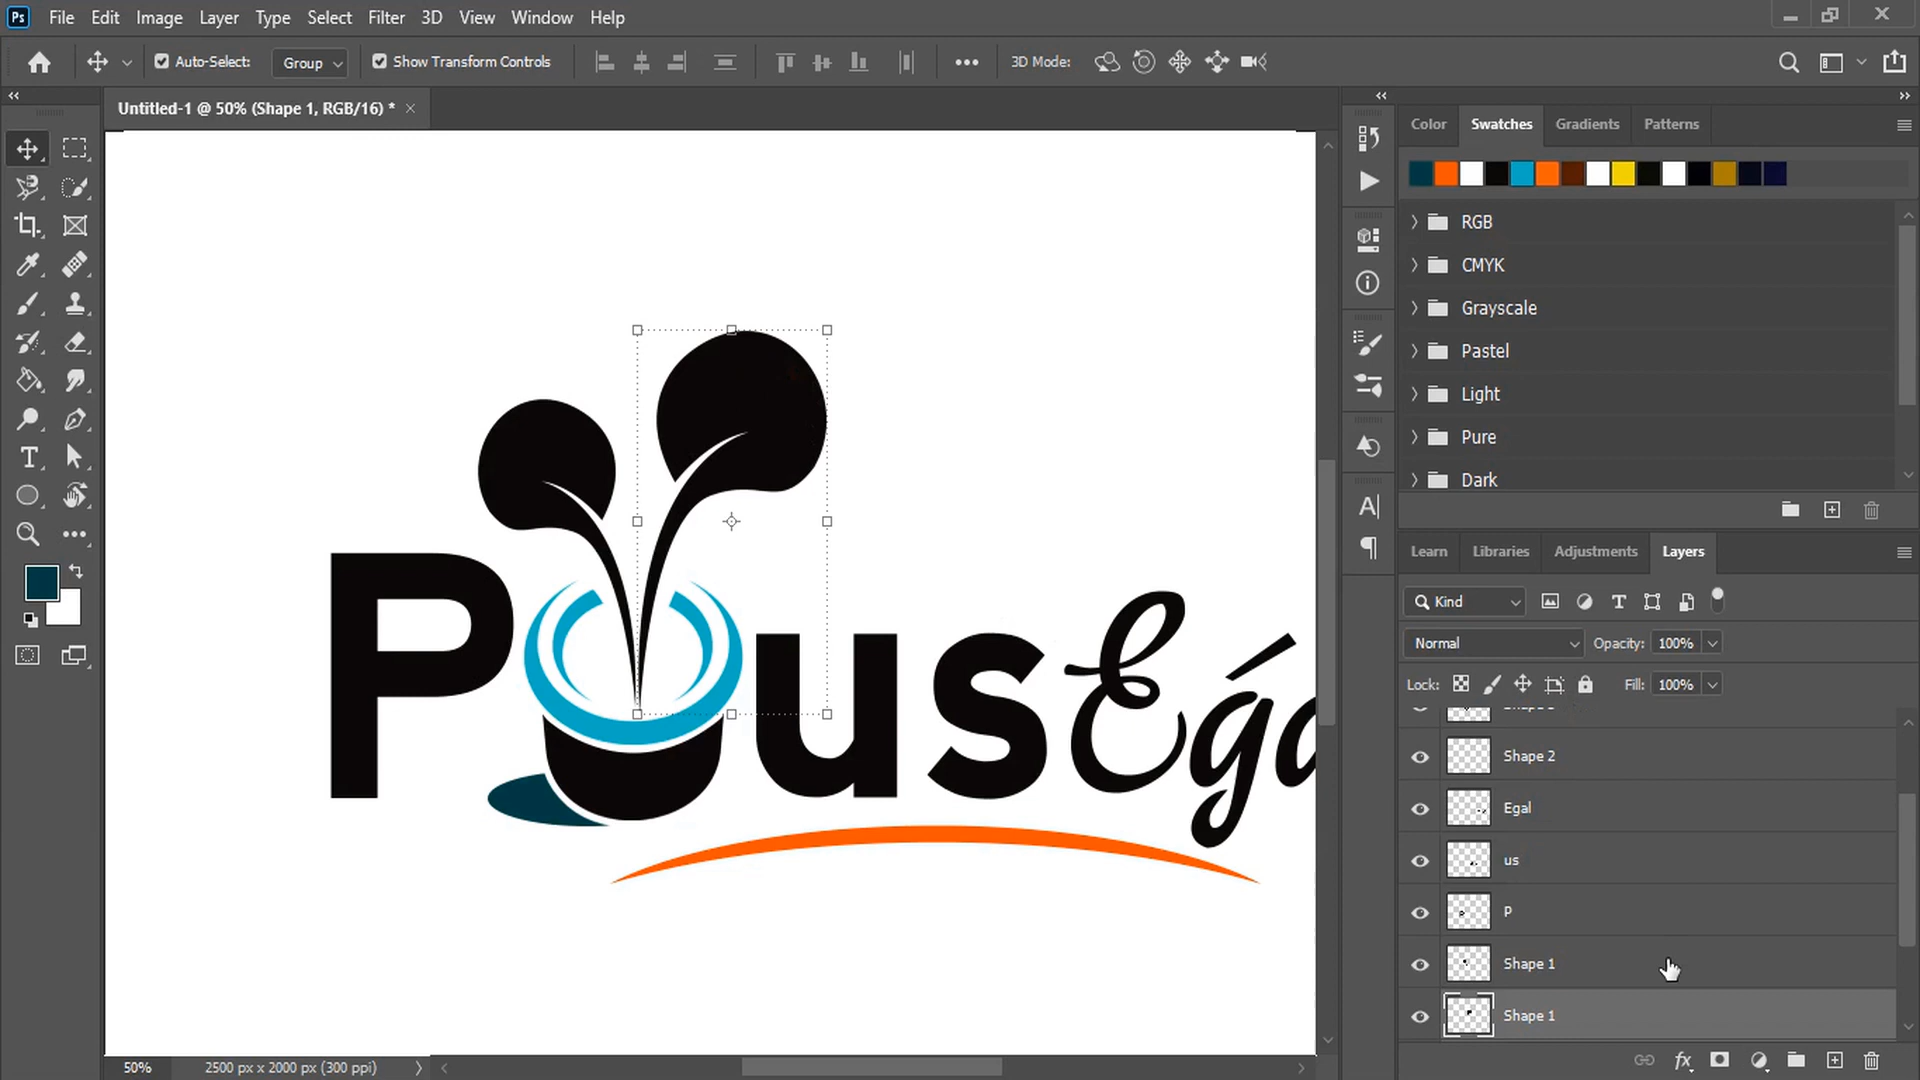 Ps File Edit Image Layer Type Select Filter 3D View Window Help
Auto-Select: Group Show Transform Controls 3D Mode:
Untitled-1 @ 50% (Shape 1, RGB/16) *
Color Swatches Gradients Patterns
RGB
CMYK
Grayscale
Pastel
Light
Pure
Dark
Learn Libraries Adjustments Layers
Kind
Normal Opacity: 100%
Lock: Fill: 100%
Shape 2
Egal
us
P
Shape 1
Shape 1
P us Éga
50% 2500 px x 2000 px (300 ppi)